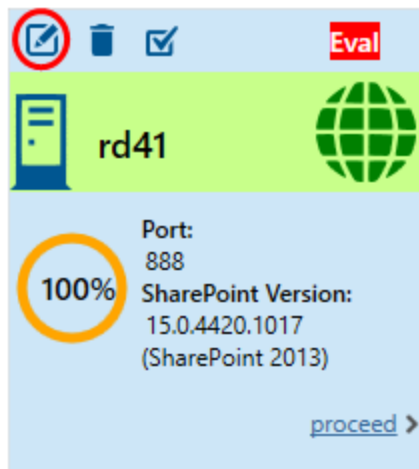 Eval
rd41
Port:
888
100%
SharePoint Version:
15.0.4420.1017
(SharePoint 2013)
proceed